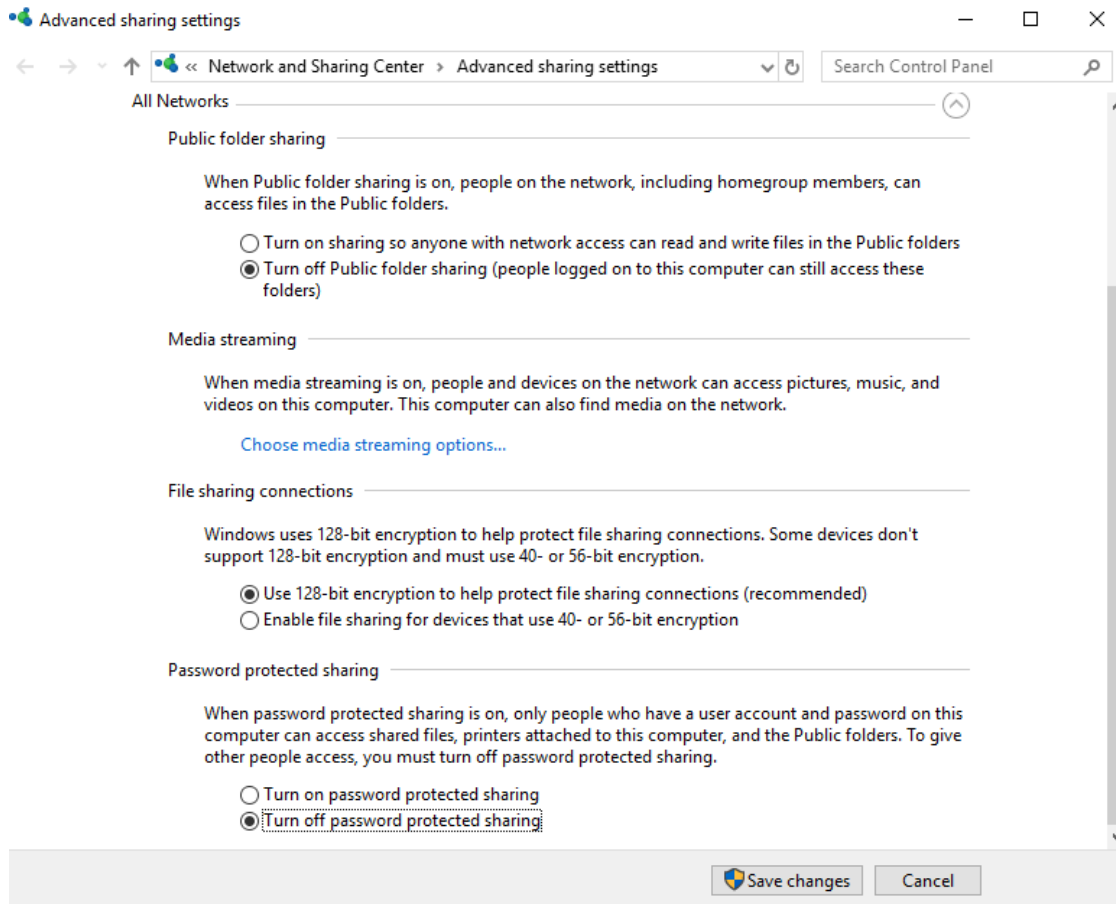 Advanced sharing settings
« Network and Sharing Center > Advanced sharing settings
Search Control Panel
All Networks
Public folder sharing
When Public folder sharing is on, people on the network, including homegroup members, can
access files in the Public folders.
Turn on sharing so anyone with network access can read and write files in the Public folders
Turn off Public folder sharing (people logged on to this computer can still access these
folders)
Media streaming
When media streaming is on, people and devices on the network can access pictures, music, and
videos on this computer. This computer can also find media on the network.
Choose media streaming options...
File sharing connections
Windows uses 128-bit encryption to help protect file sharing connections. Some devices don't
support 128-bit encryption and must use 40- or 56-bit encryption.
Use 128-bit encryption to help protect file sharing connections (recommended)
Enable file sharing for devices that use 40- or 56-bit encryption
Password protected sharing
When password protected sharing is on, only people who have a user account and password on this
computer can access shared files, printers attached to this computer, and the Public folders. To give
other people access, you must turn off password protected sharing.
Turn on password protected sharing
Turn off password protected sharing
Save changes
Cancel